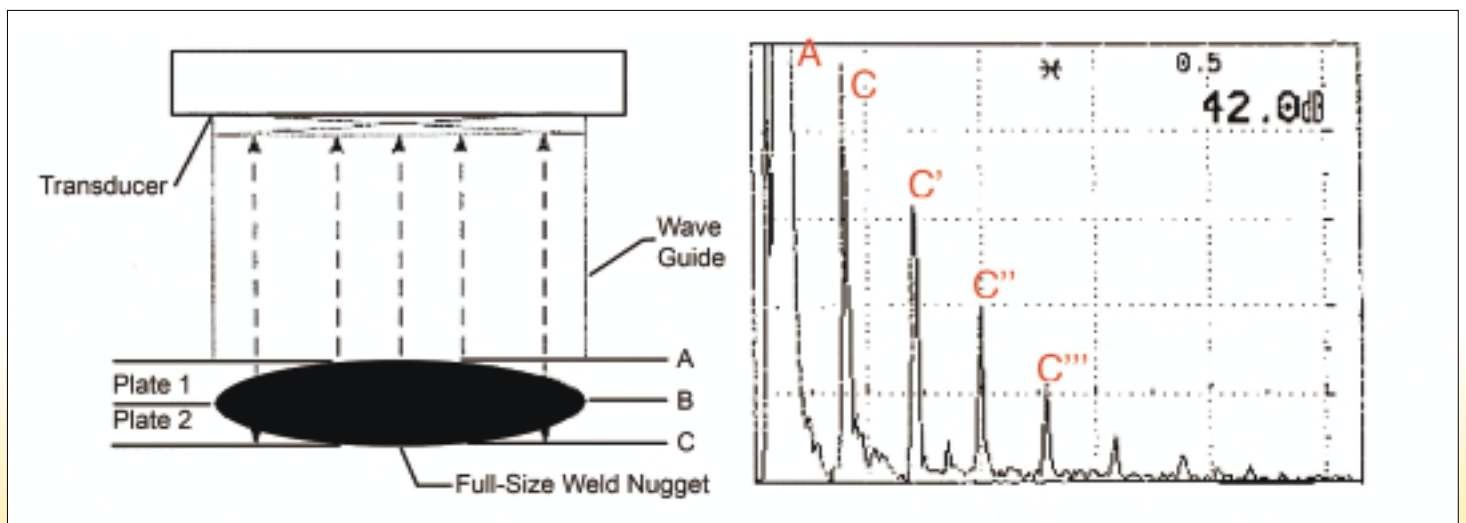 Transducer
Wave
Guide
Plate 1
Plate 2
A
B
C
Full-Size Weld Nugget
A
C
C'
C"
C'''
0.5
42.0dB